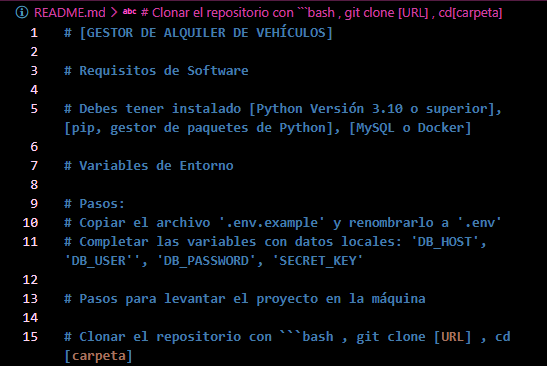 README.md > abc # Clonar el repositorio con ```bash , git clone [URL] , cd[carpeta]
1 # [GESTOR DE ALQUILER DE VEHÍCULOS]
2
3 # Requisitos de Software
4
5 # Debes tener instalado [Python Versión 3.10 o superior],
[pip, gestor de paquetes de Python], [MySQL o Docker]
6
7 # Variables de Entorno
8
9 # Pasos:
10 # Copiar el archivo '.env.example' y renombrarlo a '.env'
11 # Completar las variables con datos locales: 'DB_HOST',
'DB_USER'', 'DB_PASSWORD', 'SECRET_KEY'
12
13 # Pasos para levantar el proyecto en la máquina
14
15 # Clonar el repositorio con ```bash , git clone [URL] , cd
[carpeta]